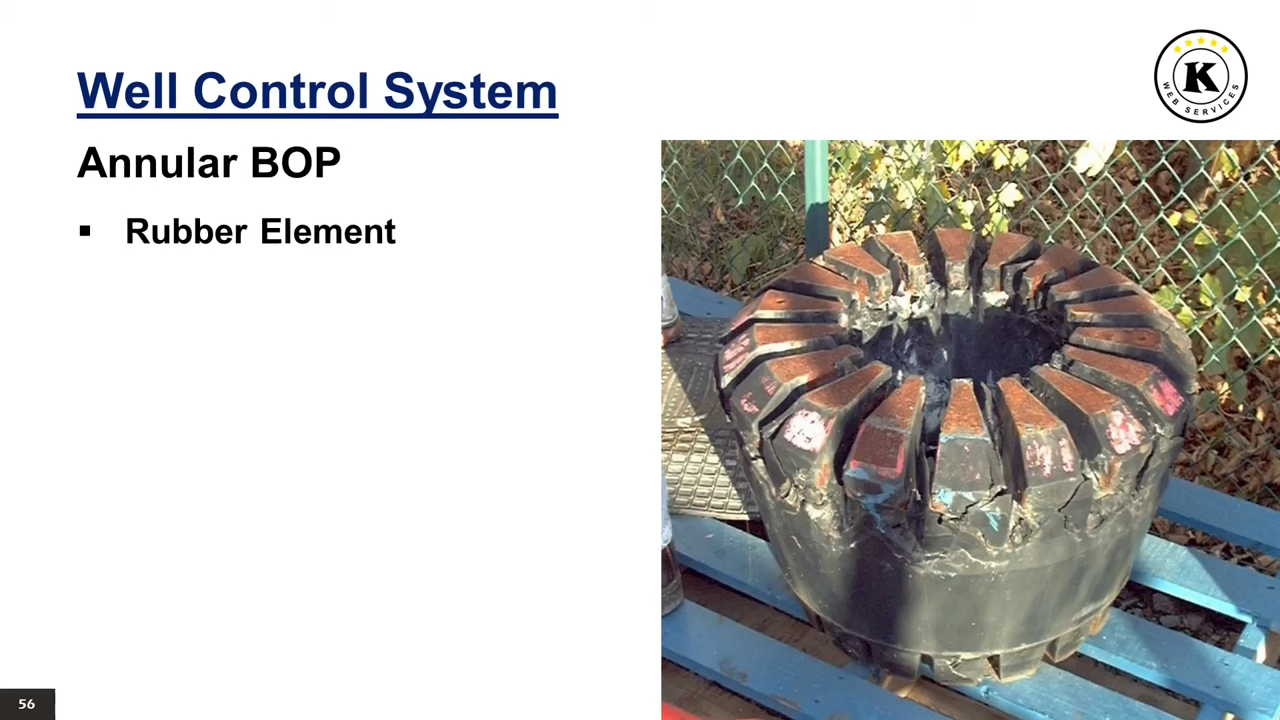 Well Control System
K
WEB SERVICES
Annular BOP
▪ Rubber Element
56